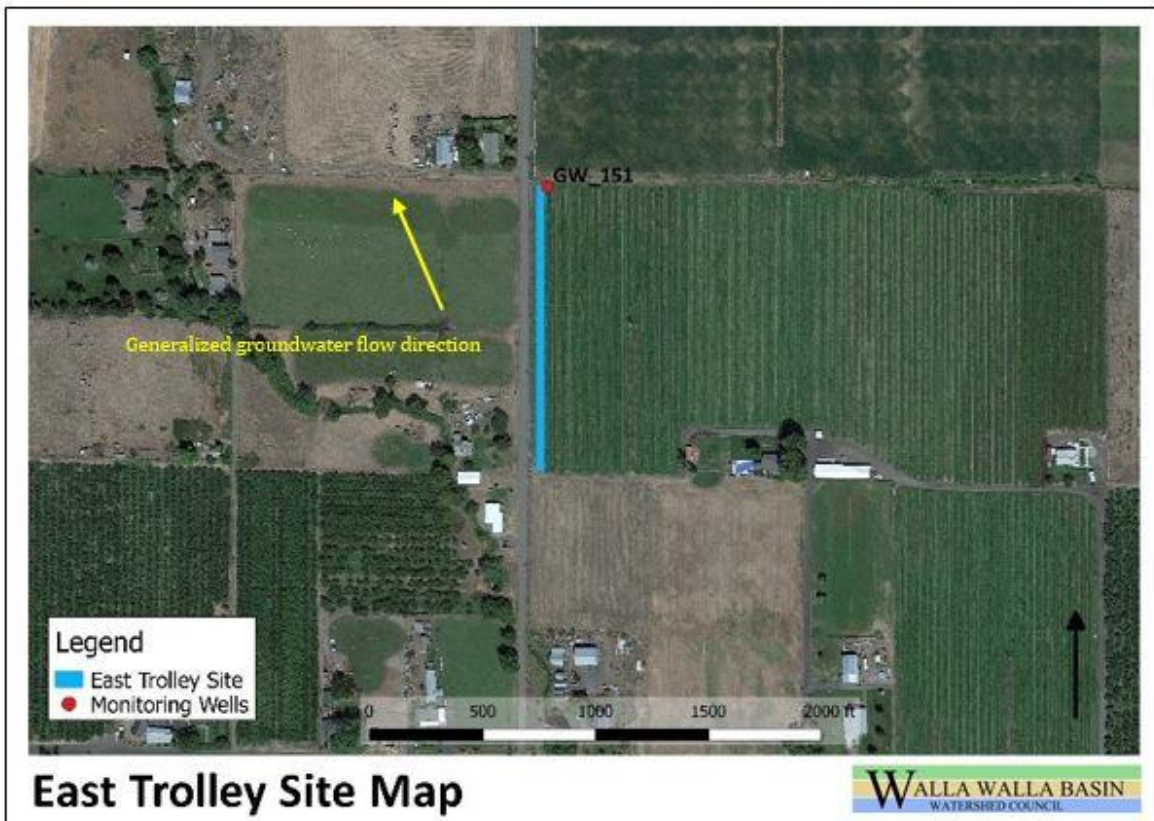 GW_151
Generalized groundwater flow direction
Legend
East Trolley Site
Monitoring Wells
0 500 1000 1500 2000 ft
East Trolley Site Map
WALLA WALLA BASIN
WATERSHED COUNCIL